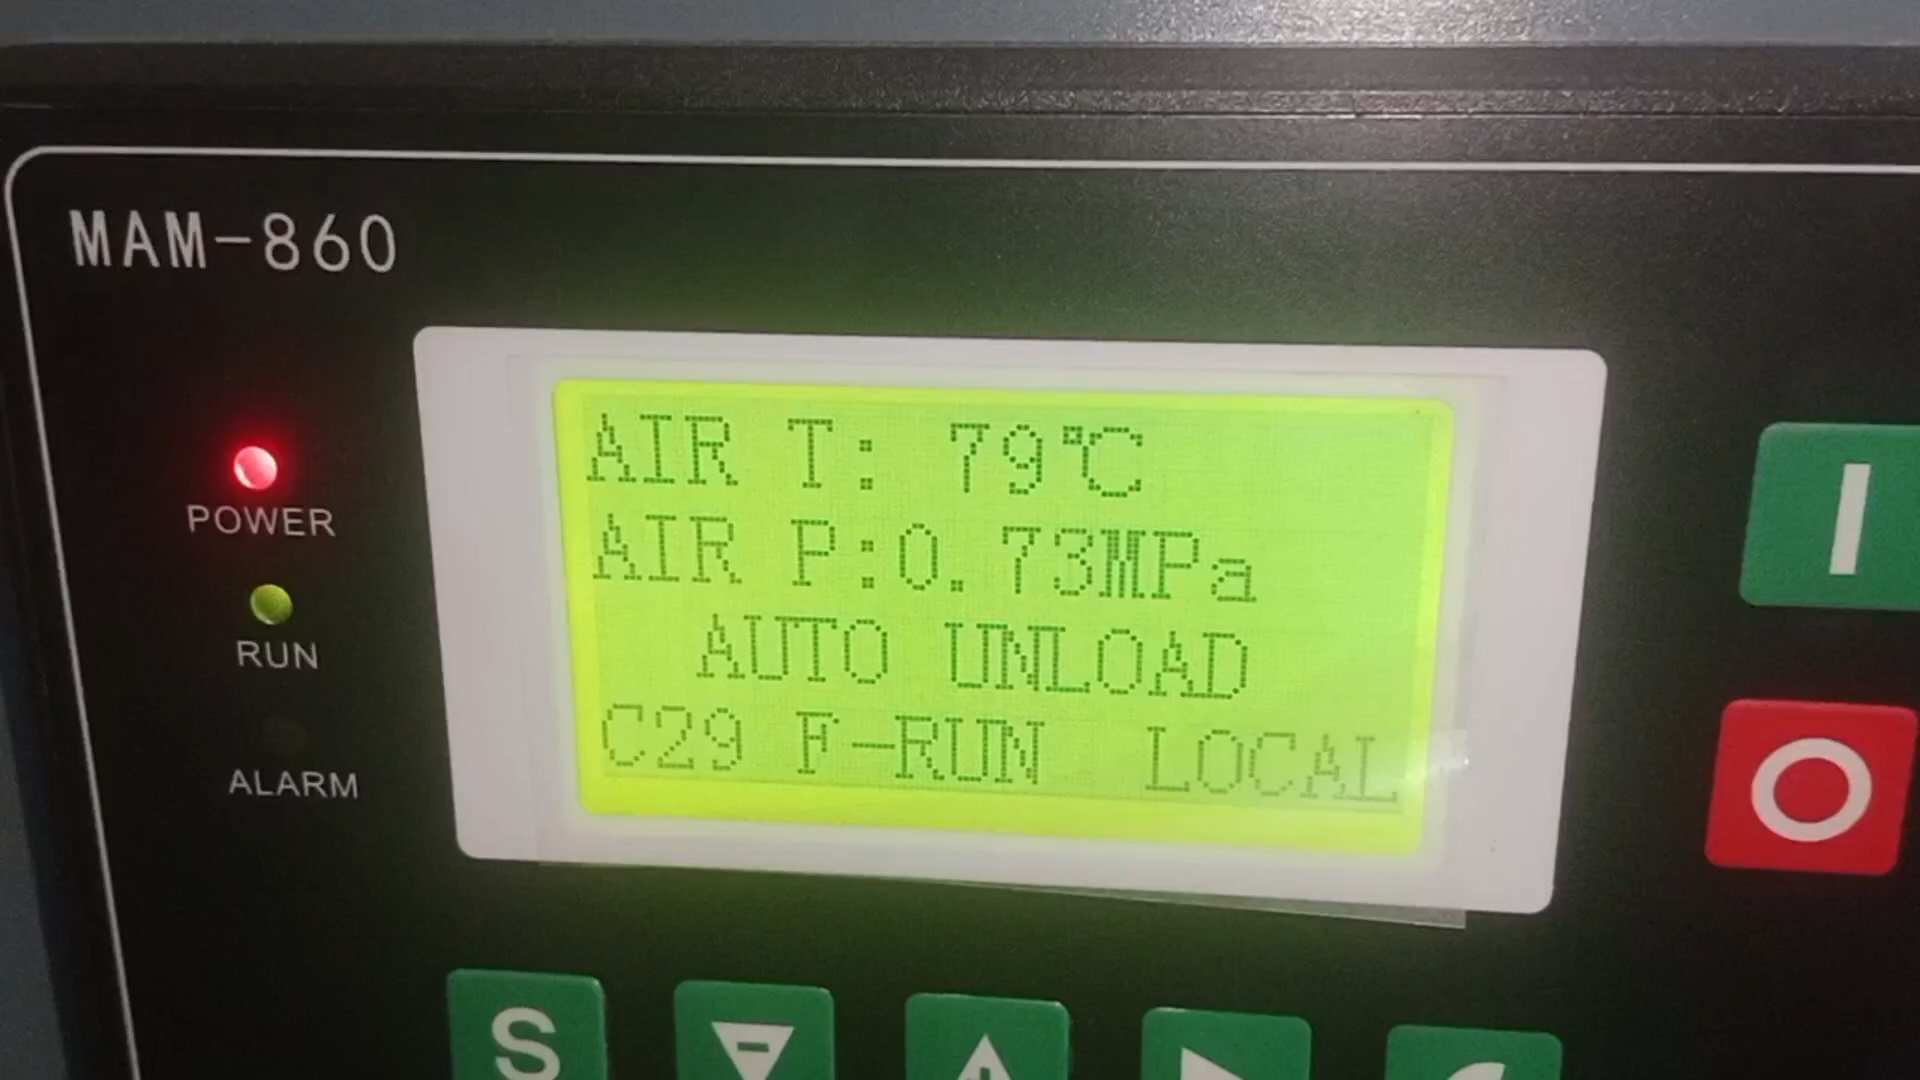 MAM-860
AIR T: 79℃
AIR P:0.73MPa
AUTO UNLOAD
C29 F-RUN LOCAL
POWER
RUN
ALARM
S